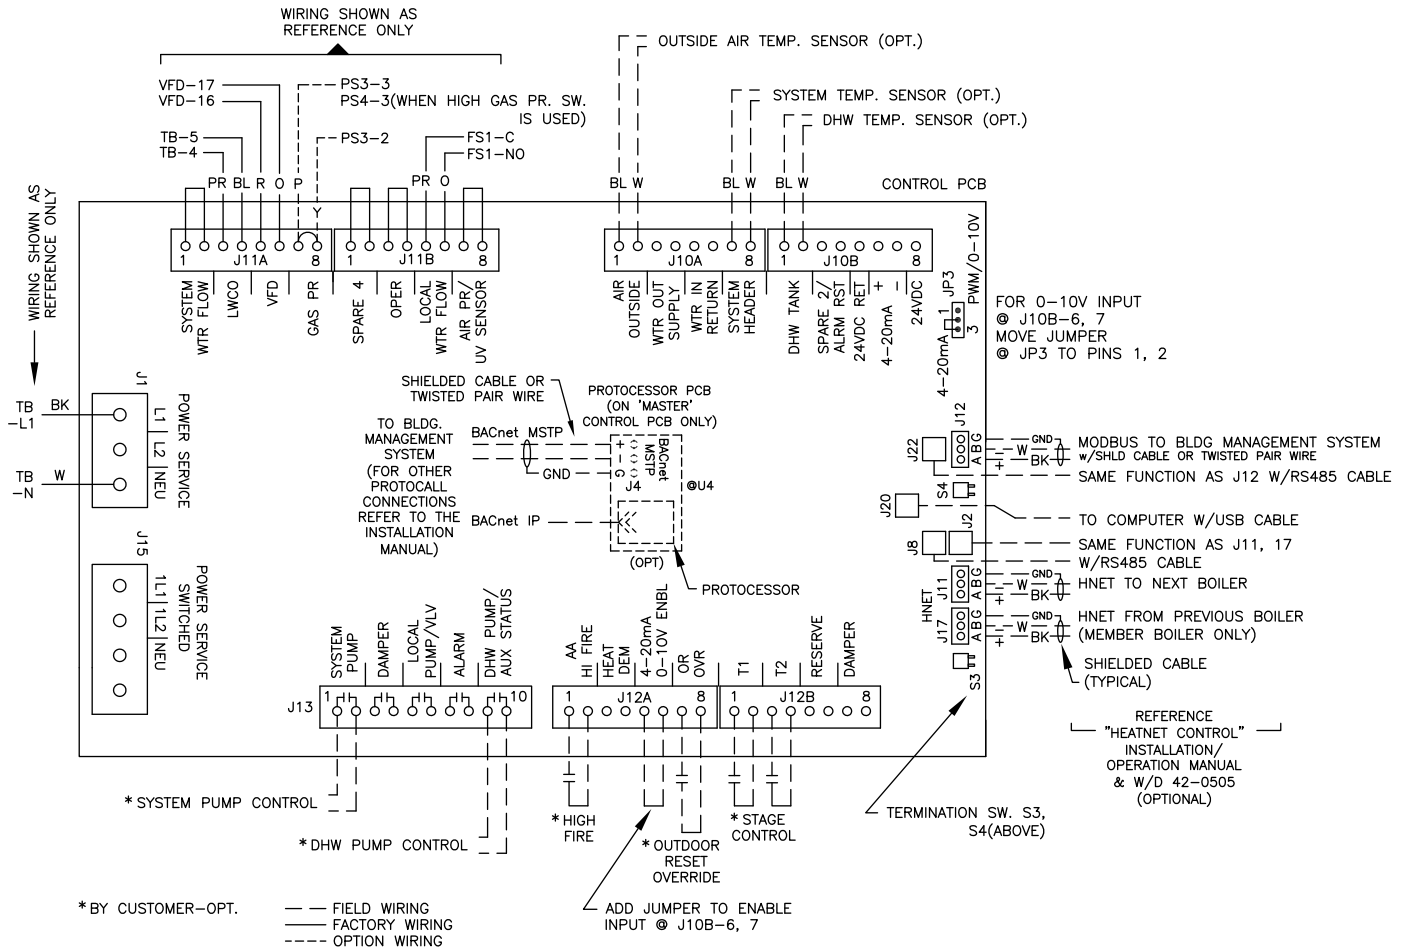 WIRING SHOWN AS
REFERENCE ONLY
VFD-17
VFD-16
TB-5
TB-4
PS3-3
PS4-3(WHEN HIGH GAS PR. SW.
IS USED)
PS3-2
FS1-C
FS1-NO
PR BL R O P
Y
PR O
OUTSIDE AIR TEMP. SENSOR (OPT.)
SYSTEM TEMP. SENSOR (OPT.)
DHW TEMP. SENSOR (OPT.)
BL W
BL W
BL W
CONTROL PCB
WIRING SHOWN AS
REFERENCE ONLY
1 J11A 8
1 J11B 8
1 J10A 8
1 J10B 8
SYSTEM
WTR FLOW
LWCO
VFD
GAS PR
SPARE 4
OPER
LOCAL
WTR FLOW
AIR PR/
UV SENSOR
AIR
OUTSIDE
WTR OUT
SUPPLY
WTR IN
RETURN
SYSTEM
HEADER
DHW TANK
SPARE 2/
ALRM RST
24VDC RET
4-20mA
+
-
24VDC
PWM/0-10V
JP3
1
3
4-20mA
FOR 0-10V INPUT
@ J10B-6, 7
MOVE JUMPER
@ JP3 TO PINS 1, 2
TB
-L1
BK
TB
-N
W
J1
L1
L2
NEU
POWER SERVICE
J15
1L1
1L2
NEU
POWER SERVICE
SWITCHED
SHIELDED CABLE OR
TWISTED PAIR WIRE
TO BLDG.
MANAGEMENT
SYSTEM
(FOR OTHER
PROTOCALL
CONNECTIONS
REFER TO THE
INSTALLATION
MANUAL)
BACnet MSTP
GND
BACnet IP
PROTOCESSOR PCB
(ON 'MASTER'
CONTROL PCB ONLY)
+
-
G
BACnet
MSTP
J4
@U4
(OPT)
PROTOCESSOR
J22
J12
A B G
GND
- W
+ BK
MODBUS TO BLDG MANAGEMENT SYSTEM
w/SHLD CABLE OR TWISTED PAIR WIRE
SAME FUNCTION AS J12 W/RS485 CABLE
S4
J20
TO COMPUTER W/USB CABLE
J2
J8
SAME FUNCTION AS J11, 17
W/RS485 CABLE
HNET
J11
A B G
GND
- W
+ BK
HNET TO NEXT BOILER
J17
A B G
GND
- W
+ BK
HNET FROM PREVIOUS BOILER
(MEMBER BOILER ONLY)
S3
SHIELDED CABLE
(TYPICAL)
REFERENCE
"HEATNET CONTROL"
INSTALLATION/
OPERATION MANUAL
& W/D 42-0505
(OPTIONAL)
SYSTEM
PUMP
DAMPER
LOCAL
PUMP/VLV
ALARM
DHW PUMP/
AUX STATUS
J13
1 10
AA
HI FIRE
HEAT
DEM
4-20mA
0-10V ENBL
OR
OVR
T1
T2
RESERVE
DAMPER
1 J12A 8
1 J12B 8
*SYSTEM PUMP CONTROL
*DHW PUMP CONTROL
*HIGH
FIRE
*OUTDOOR
RESET
OVERRIDE
*STAGE
CONTROL
TERMINATION SW. S3,
S4(ABOVE)
*BY CUSTOMER-OPT.
FIELD WIRING
FACTORY WIRING
OPTION WIRING
ADD JUMPER TO ENABLE
INPUT @ J10B-6, 7